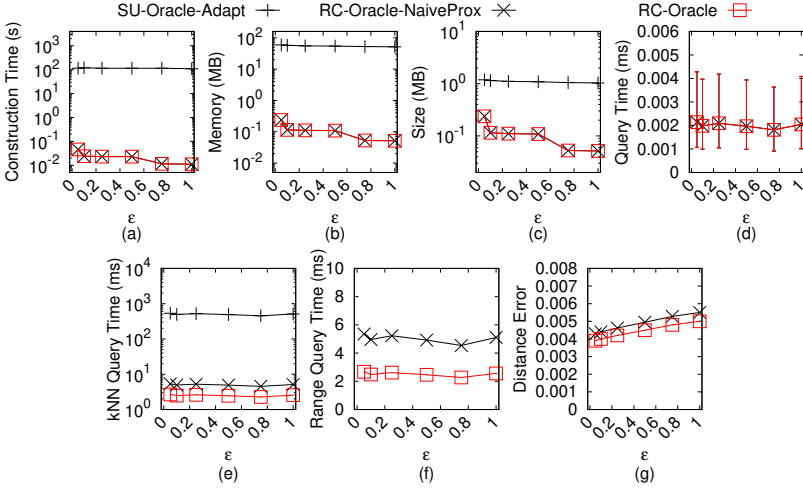 SU-Oracle-Adapt RC-Oracle-NaiveProx RC-Oracle
Construction Time (s)
10^3
10^2
10^1
10^0
10^-1
10^-2
0 0.2 0.4 0.6 0.8 1
ε
(a)
Memory (MB)
10^2
10^1
10^0
10^-1
10^-2
0 0.2 0.4 0.6 0.8 1
ε
(b)
Size (MB)
10^1
10^0
10^-1
0 0.2 0.4 0.6 0.8 1
ε
(c)
Query Time (ms)
0.006
0.005
0.004
0.003
0.002
0.001
0
0 0.2 0.4 0.6 0.8 1
ε
(d)
kNN Query Time (ms)
10^4
10^3
10^2
10^1
10^0
0 0.2 0.4 0.6 0.8 1
ε
(e)
Range Query Time (ms)
10
8
6
4
2
0
0 0.2 0.4 0.6 0.8 1
ε
(f)
Distance Error
0.008
0.007
0.006
0.005
0.004
0.003
0.002
0.001
0
0 0.2 0.4 0.6 0.8 1
ε
(g)